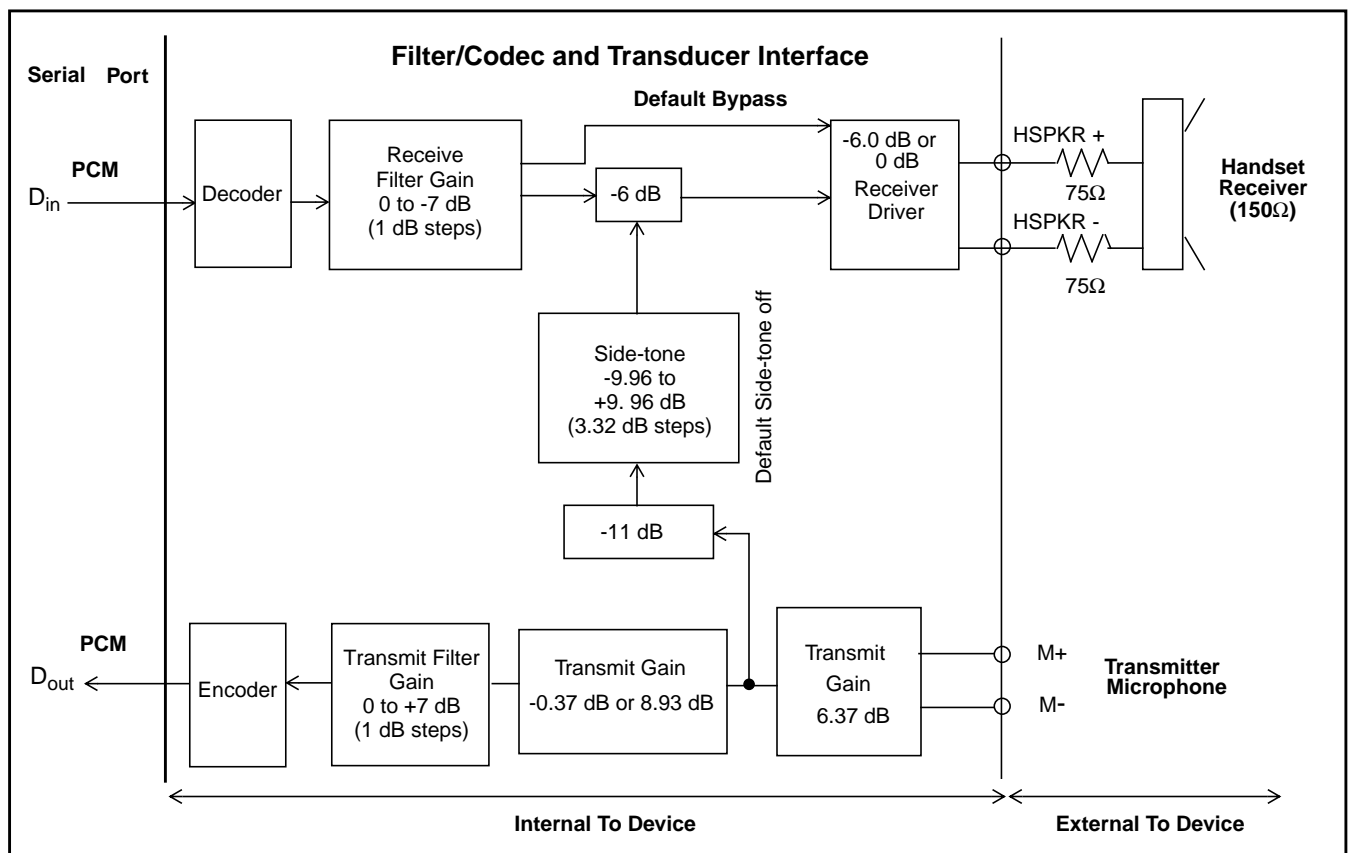 Filter/Codec and Transducer Interface
Serial Port
Default Bypass
PCM
D_in
Decoder
Receive
Filter Gain
0 to -7 dB
(1 dB steps)
-6 dB
-6.0 dB or
0 dB
Receiver
Driver
HSPKR +
75Ω
HSPKR -
75Ω
Handset
Receiver
(150Ω)
Side-tone
-9.96 to
+9. 96 dB
(3.32 dB steps)
Default Side-tone off
-11 dB
PCM
D_out
Encoder
Transmit Filter
Gain
0 to +7 dB
(1 dB steps)
Transmit Gain
-0.37 dB or 8.93 dB
Transmit
Gain
6.37 dB
M+
M-
Transmitter
Microphone
Internal To Device
External To Device